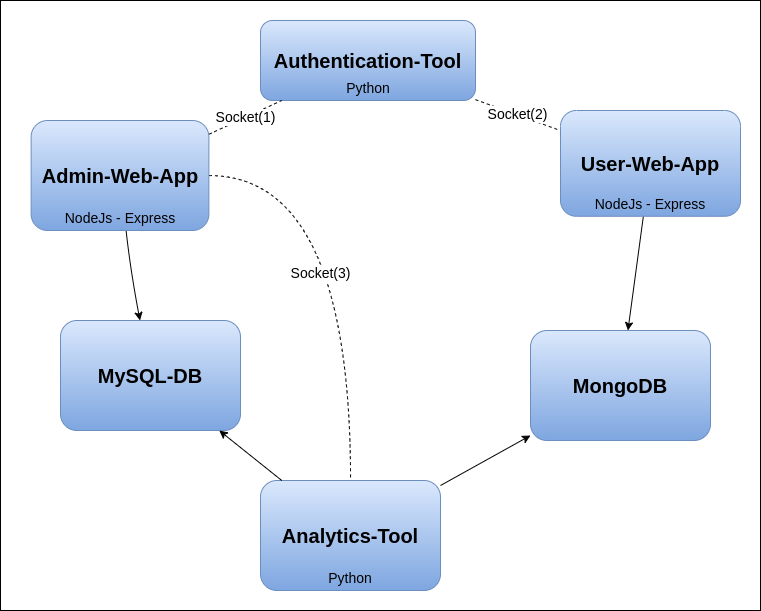 Authentication-Tool
Python
Socket(1)
Socket(2)
Admin-Web-App
NodeJs - Express
User-Web-App
NodeJs - Express
Socket(3)
MySQL-DB
MongoDB
Analytics-Tool
Python